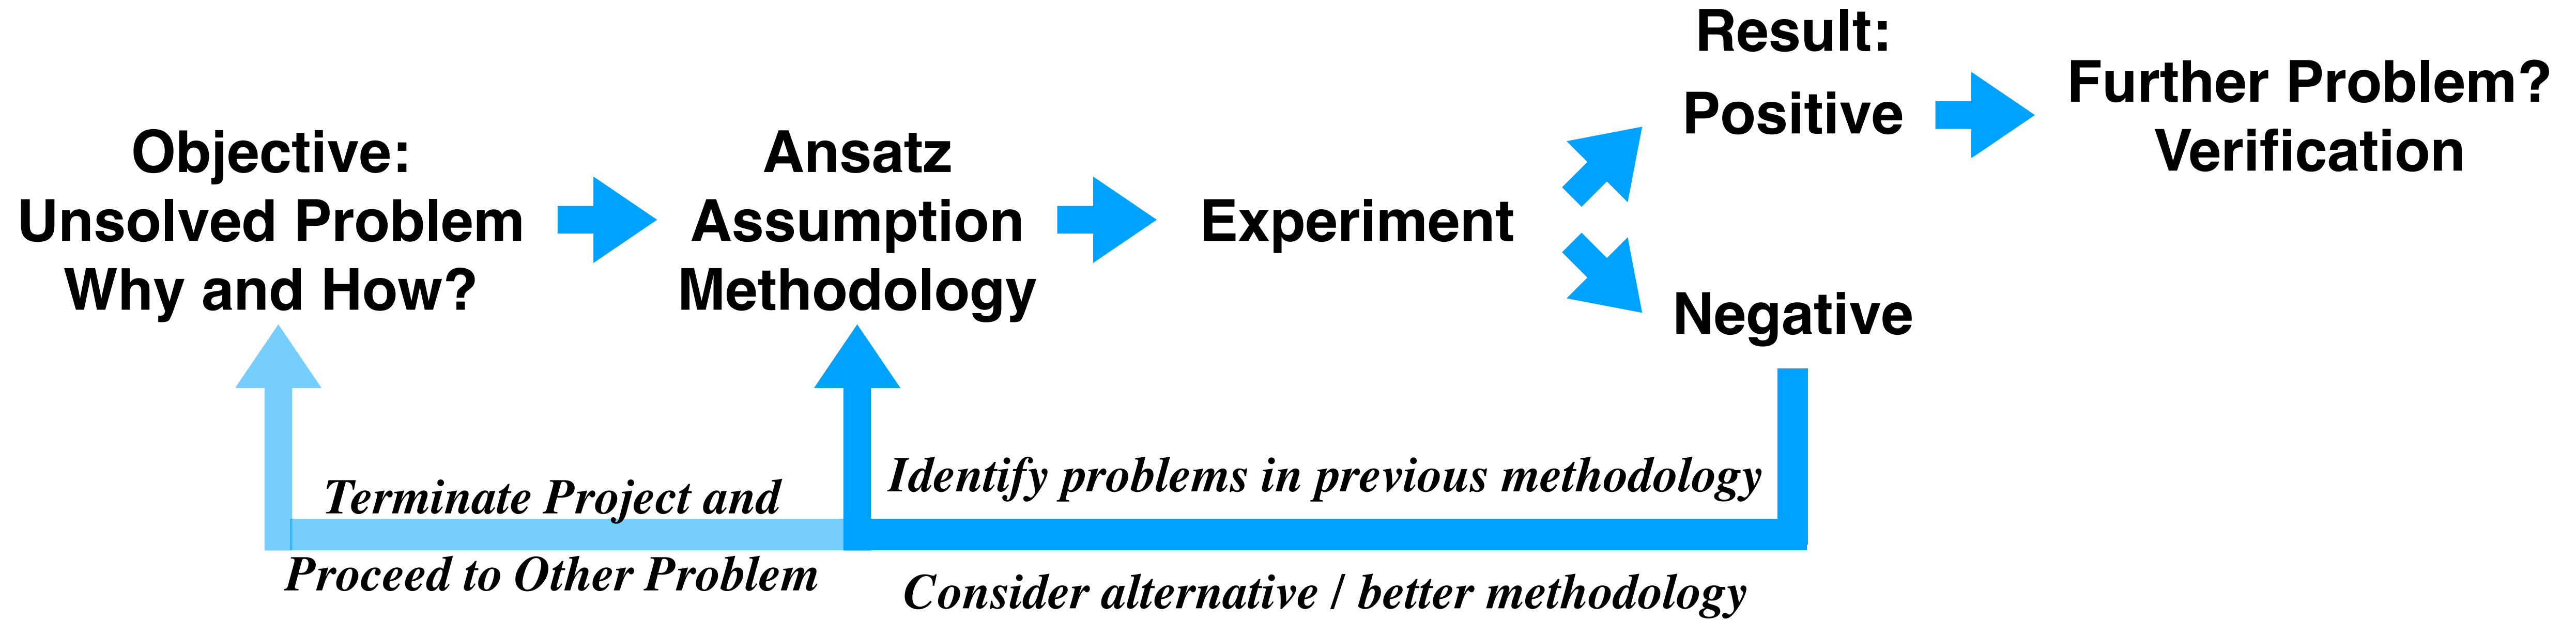 Objective:
Unsolved Problem
Why and How?
Ansatz
Assumption
Methodology
Experiment
Result:
Positive
Negative
Further Problem?
Verification
Identify problems in previous methodology
Consider alternative / better methodology
Terminate Project and
Proceed to Other Problem